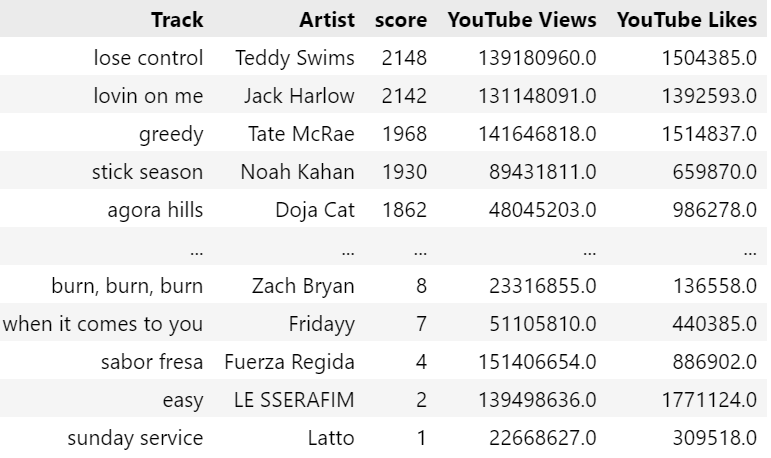 Track Artist score YouTube Views YouTube Likes
lose control Teddy Swims 2148 139180960.0 1504385.0
lovin on me Jack Harlow 2142 131148091.0 1392593.0
greedy Tate McRae 1968 141646818.0 1514837.0
stick season Noah Kahan 1930 89431811.0 659870.0
agora hills Doja Cat 1862 48045203.0 986278.0
... ... ... ... ...
burn, burn, burn Zach Bryan 8 23316855.0 136558.0
when it comes to you Fridayy 7 51105810.0 440385.0
sabor fresa Fuerza Regida 4 151406654.0 886902.0
easy LE SSERAFIM 2 139498636.0 1771124.0
sunday service Latto 1 22668627.0 309518.0